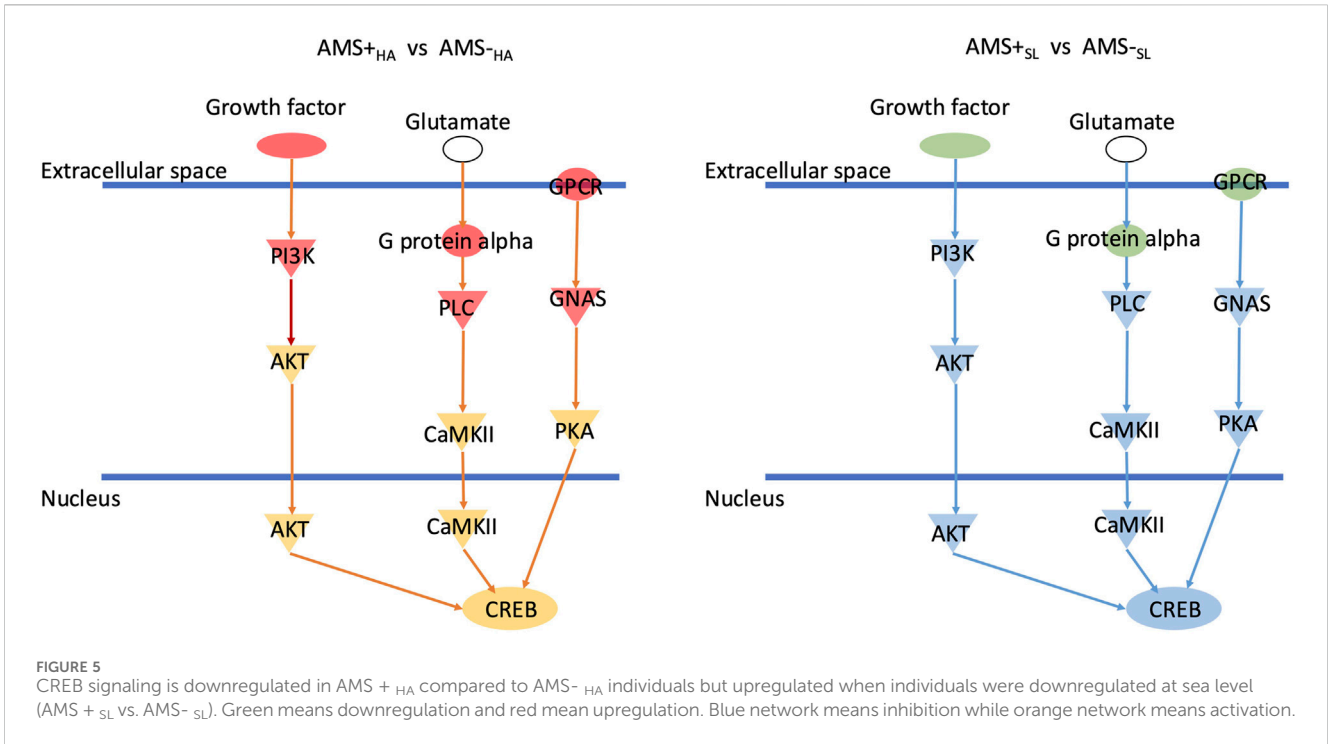 AMS+HA vs AMS-HA
Growth factor
Glutamate
Extracellular space
GPCR
PI3K
G protein alpha
PLC
GNAS
AKT
CaMKII
PKA
Nucleus
AKT
CaMKII
CREB
AMS+SL vs AMS-SL
Growth factor
Glutamate
Extracellular space
GPCR
PI3K
G protein alpha
PLC
GNAS
AKT
CaMKII
PKA
Nucleus
AKT
CaMKII
CREB
FIGURE 5
CREB signaling is downregulated in AMS + HA compared to AMS- HA individuals but upregulated when individuals were downregulated at sea level
(AMS + SL vs. AMS- SL). Green means downregulation and red mean upregulation. Blue network means inhibition while orange network means activation.